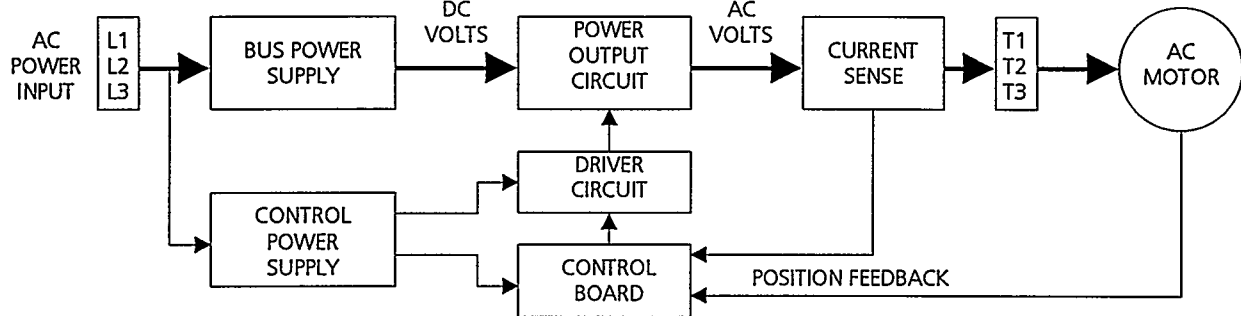 AC
POWER
INPUT
L1
L2
L3
BUS POWER
SUPPLY
DC
VOLTS
POWER
OUTPUT
CIRCUIT
AC
VOLTS
CURRENT
SENSE
T1
T2
T3
AC
MOTOR
DRIVER
CIRCUIT
CONTROL
POWER
SUPPLY
CONTROL
BOARD
POSITION FEEDBACK